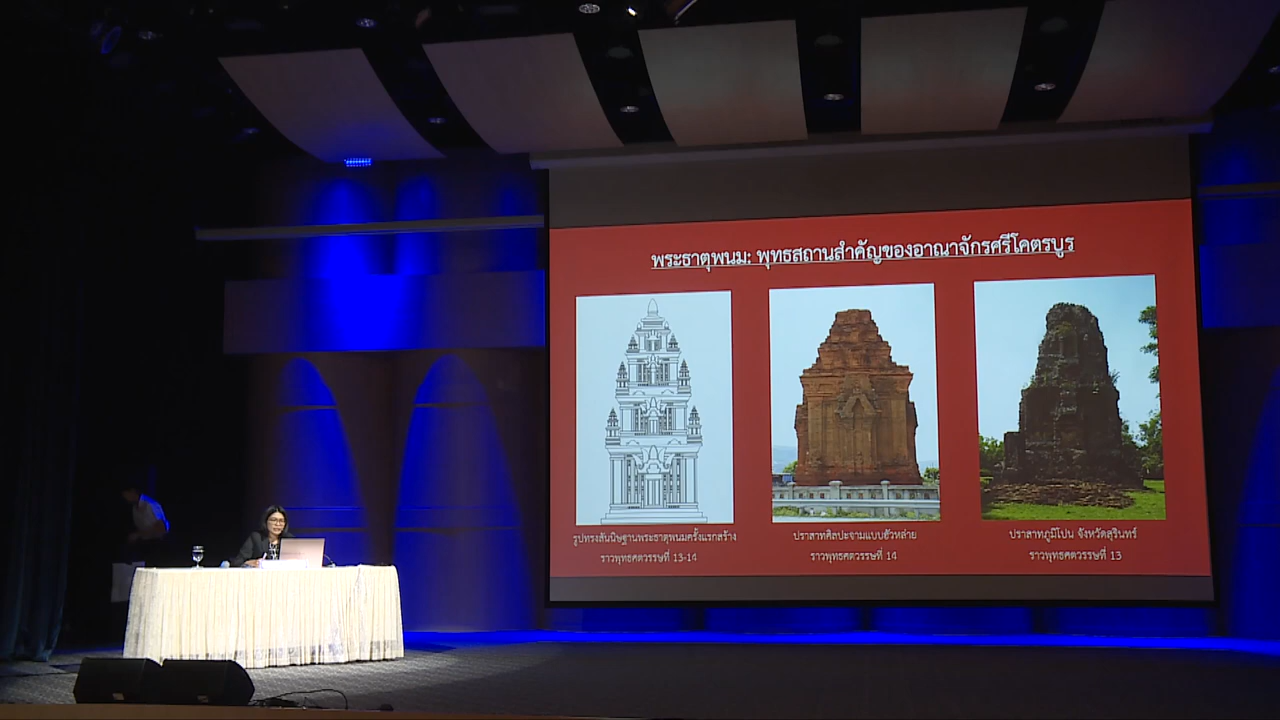 พระธาตุพนม: พุทธสถานสำคัญของอาณาจักรศรีโคตรบูร
รูปทรงสันนิษฐานพระธาตุพนมครั้งแรกสร้าง
ราวพุทธศตวรรษที่ 13-14
ปราสาทศิลปะจามแบบฮัวหล่าย
ราวพุทธศตวรรษที่ 14
ปราสาทภูมิโปน จังหวัดสุรินทร์
ราวพุทธศตวรรษที่ 13